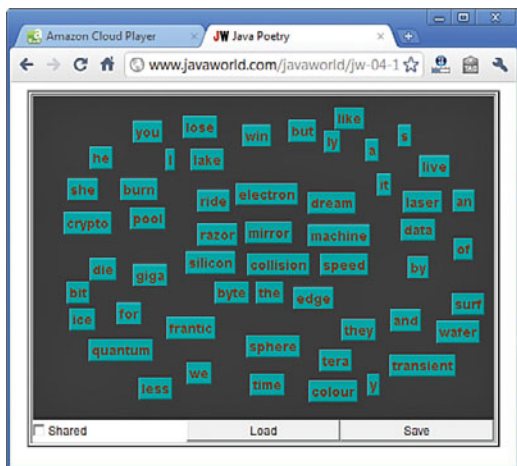 Amazon Cloud Player
JW Java Poetry
www.javaworld.com/javaworld/jw-04-1
like
you lose win but ly a s
he I lake live
she burn ride electron dream it laser an
crypto pool razor mirror machine data of
die giga silicon collision speed by
bit byte the edge surf
ice for frantic they and wafer
quantum sphere tera transient
less we time colour y
Shared Load Save